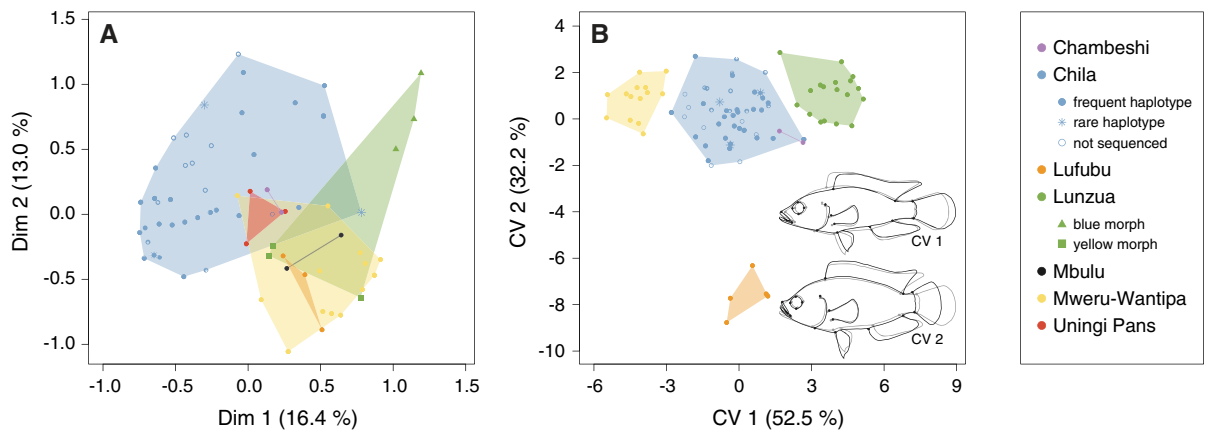 A
1.5
1.0
0.5
0.0
-0.5
-1.0
Dim 2 (13.0 %)
-1.0 -0.5 0.0 0.5 1.0 1.5
Dim 1 (16.4 %)
B
4
2
0
-2
-4
-6
-8
-10
CV 2 (32.2 %)
CV 1
CV 2
-6 -3 0 3 6 9
CV 1 (52.5 %)
Chambeshi
Chila
frequent haplotype
rare haplotype
not sequenced
Lufubu
Lunzua
blue morph
yellow morph
Mbulu
Mweru-Wantipa
Uningi Pans